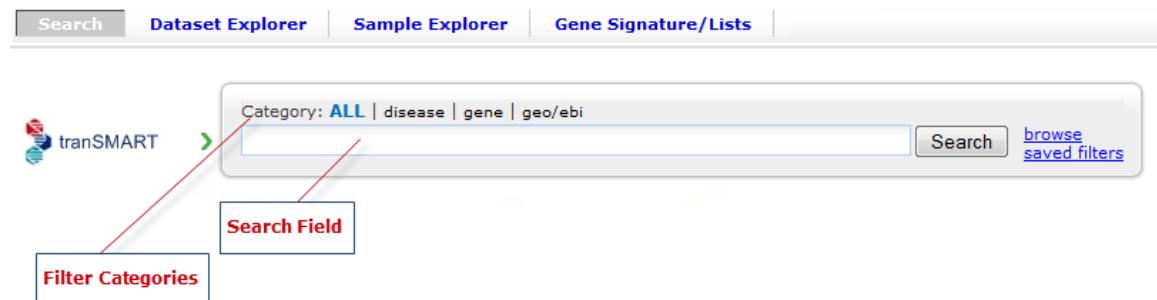 Search Dataset Explorer Sample Explorer Gene Signature/Lists
Category: ALL | disease | gene | geo/ebi
tranSMART Search browse
saved filters
Search Field
Filter Categories